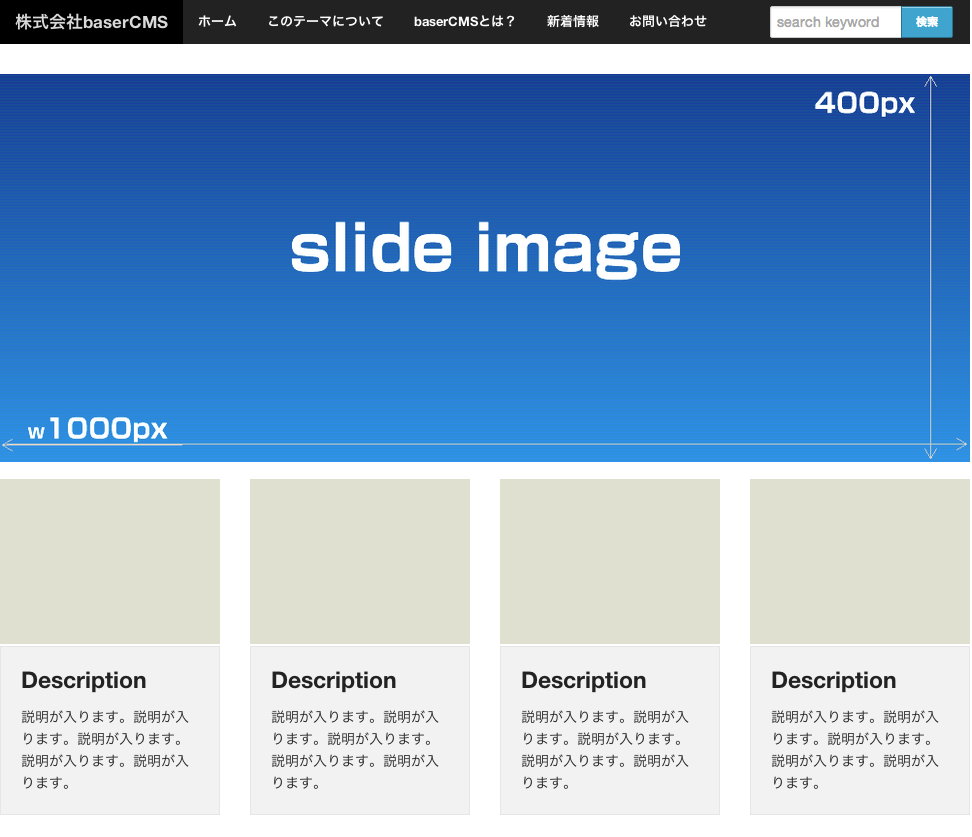 株式会社baserCMS ホーム このテーマについて baserCMSとは？ 新着情報 お問い合わせ search keyword 検索
400px
slide image
w1000px
Description
説明が入ります。説明が入
ります。説明が入ります。
説明が入ります。説明が入
ります。
Description
説明が入ります。説明が入
ります。説明が入ります。
説明が入ります。説明が入
ります。
Description
説明が入ります。説明が入
ります。説明が入ります。
説明が入ります。説明が入
ります。
Description
説明が入ります。説明が入
ります。説明が入ります。
説明が入ります。説明が入
ります。